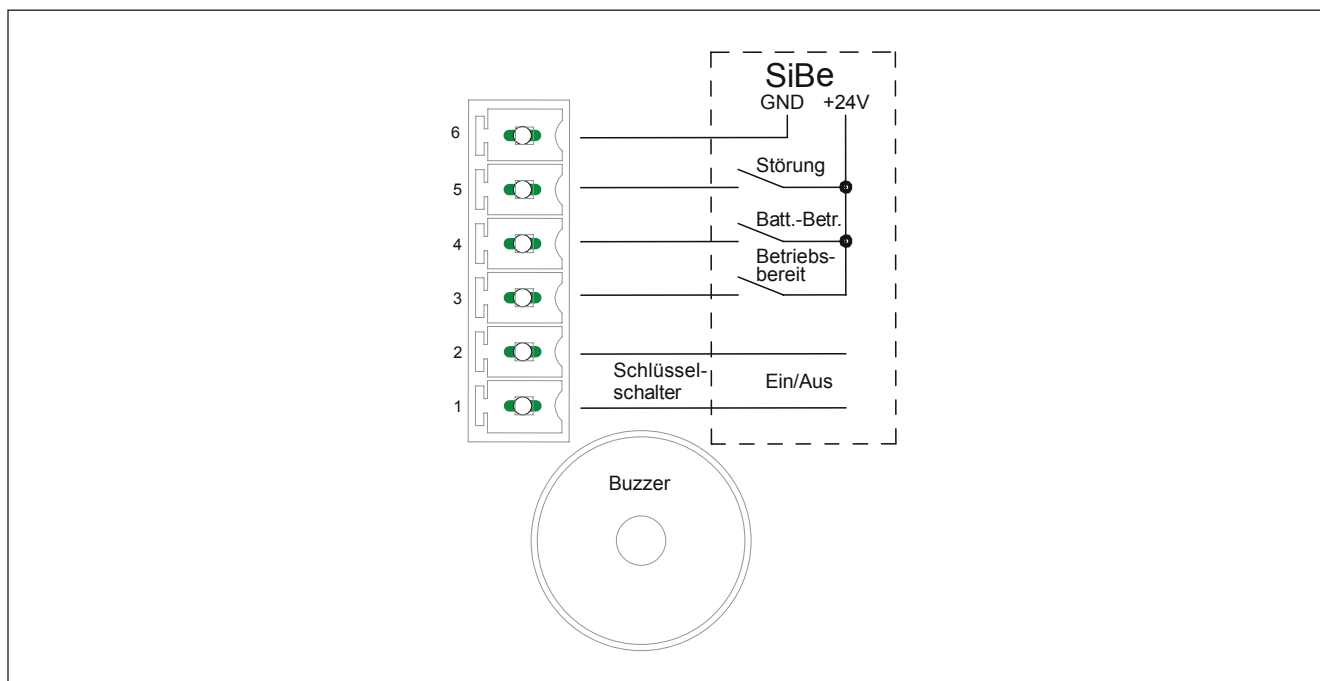 SiBe
GND +24V
6
Störung
5
Batt.-Betr.
4
Betriebs-
bereit
3
2
Schlüssel-
schalter
Ein/Aus
1
Buzzer